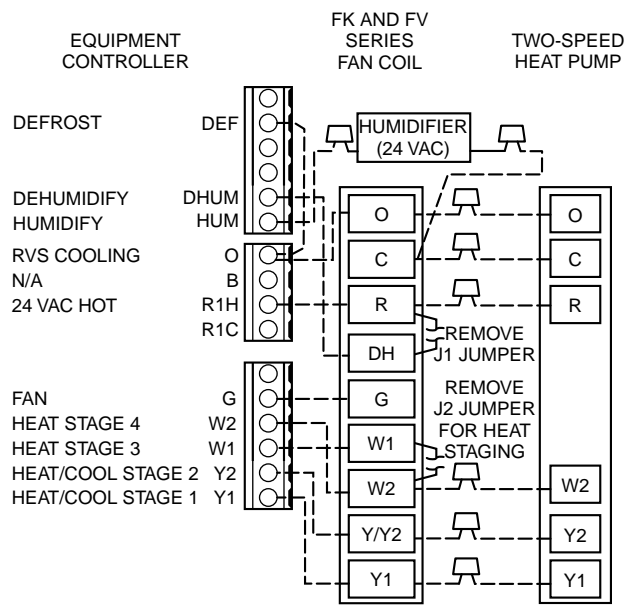 EQUIPMENT
CONTROLLER
FK AND FV
SERIES
FAN COIL
TWO-SPEED
HEAT PUMP
DEFROST DEF
HUMIDIFIER
(24 VAC)
DEHUMIDIFY DHUM
HUMIDIFY HUM
RVS COOLING O
N/A B
24 VAC HOT R1H
R1C
FAN G
HEAT STAGE 4 W2
HEAT STAGE 3 W1
HEAT/COOL STAGE 2 Y2
HEAT/COOL STAGE 1 Y1
O
C
R
DH
G
W1
W2
Y/Y2
Y1
REMOVE
J1 JUMPER
REMOVE
J2 JUMPER
FOR HEAT
STAGING
O
C
R
W2
Y2
Y1